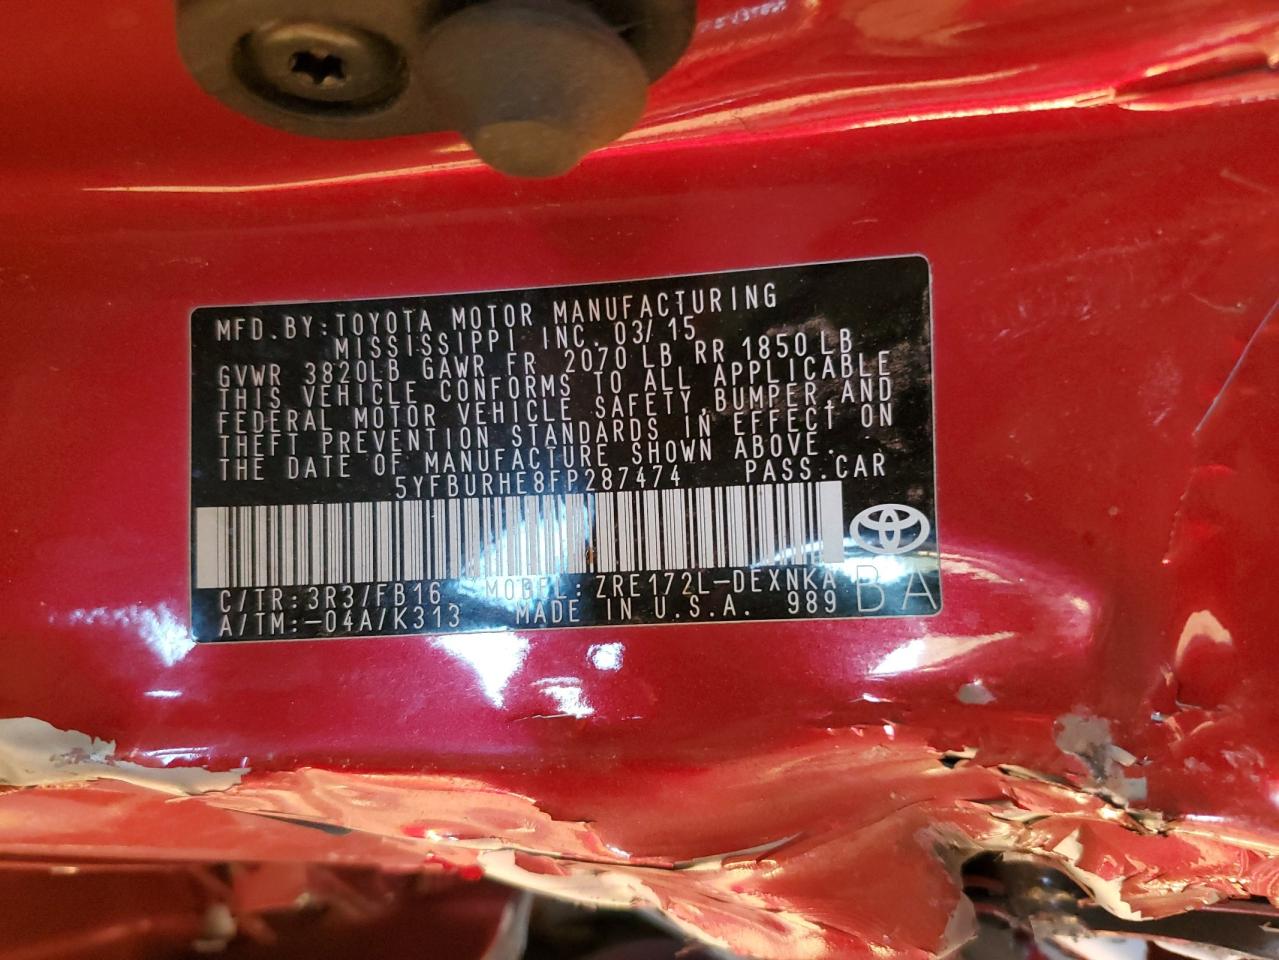 MFD.BY:TOYOTA MOTOR MANUFACTURING
MISSISSIPPI INC. 03/15
GVWR 3820LB GAWR FR 2070 LB RR 1850 LB
THIS VEHICLE CONFORMS TO ALL APPLICABLE
FEDERAL MOTOR VEHICLE SAFETY,BUMPER,AND
THEFT PREVENTION STANDARDS IN EFFECT ON
THE DATE OF MANUFACTURE SHOWN ABOVE.
5YFBURHE8FP287474 PASS.CAR
C/TR:3R3/FB16 MODEL:ZRE172L-DEXNKA
A/TM:-04A/K313 MADE IN U.S.A. 989
BA